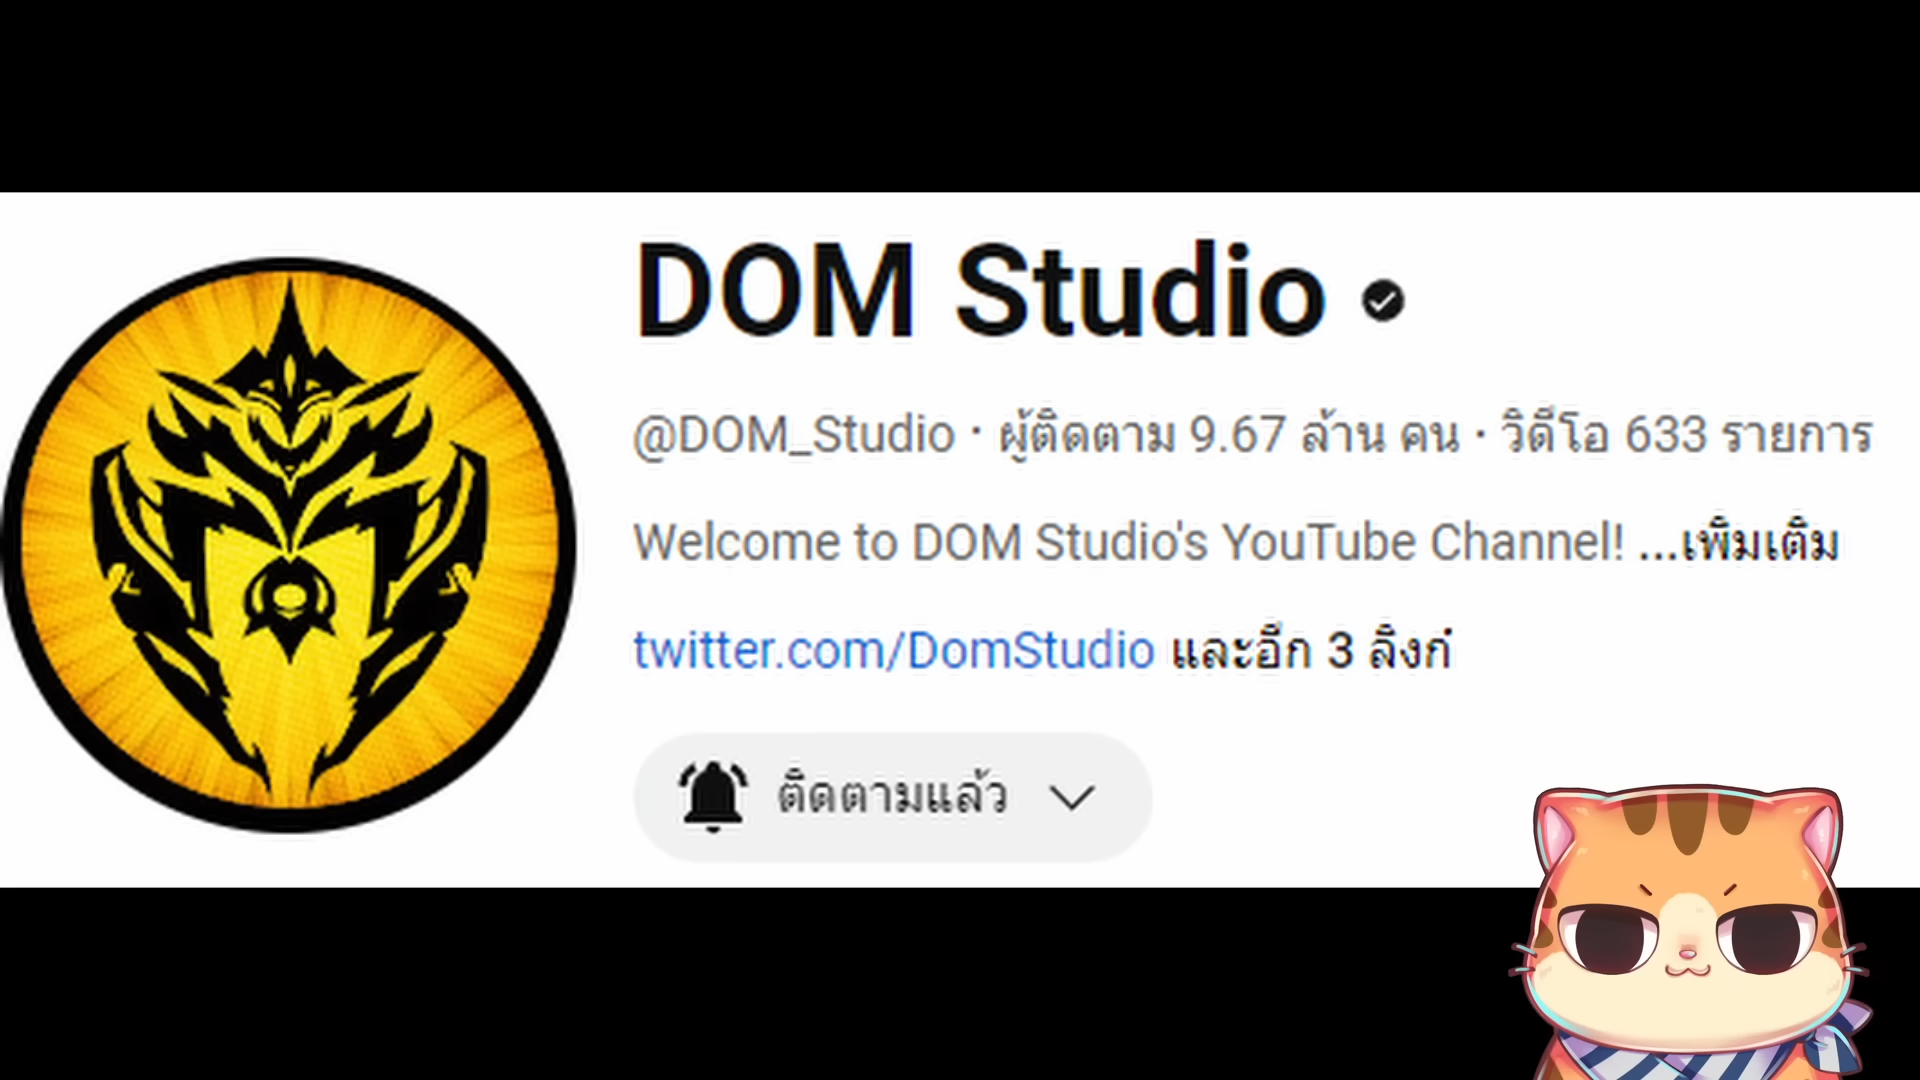 DOM Studio
@DOM_Studio · ผู้ติดตาม 9.67 ล้าน คน · วิดีโอ 633 รายการ
Welcome to DOM Studio's YouTube Channel! ...เพิ่มเติม
twitter.com/DomStudio และอีก 3 ลิงก์
ติดตามแล้ว